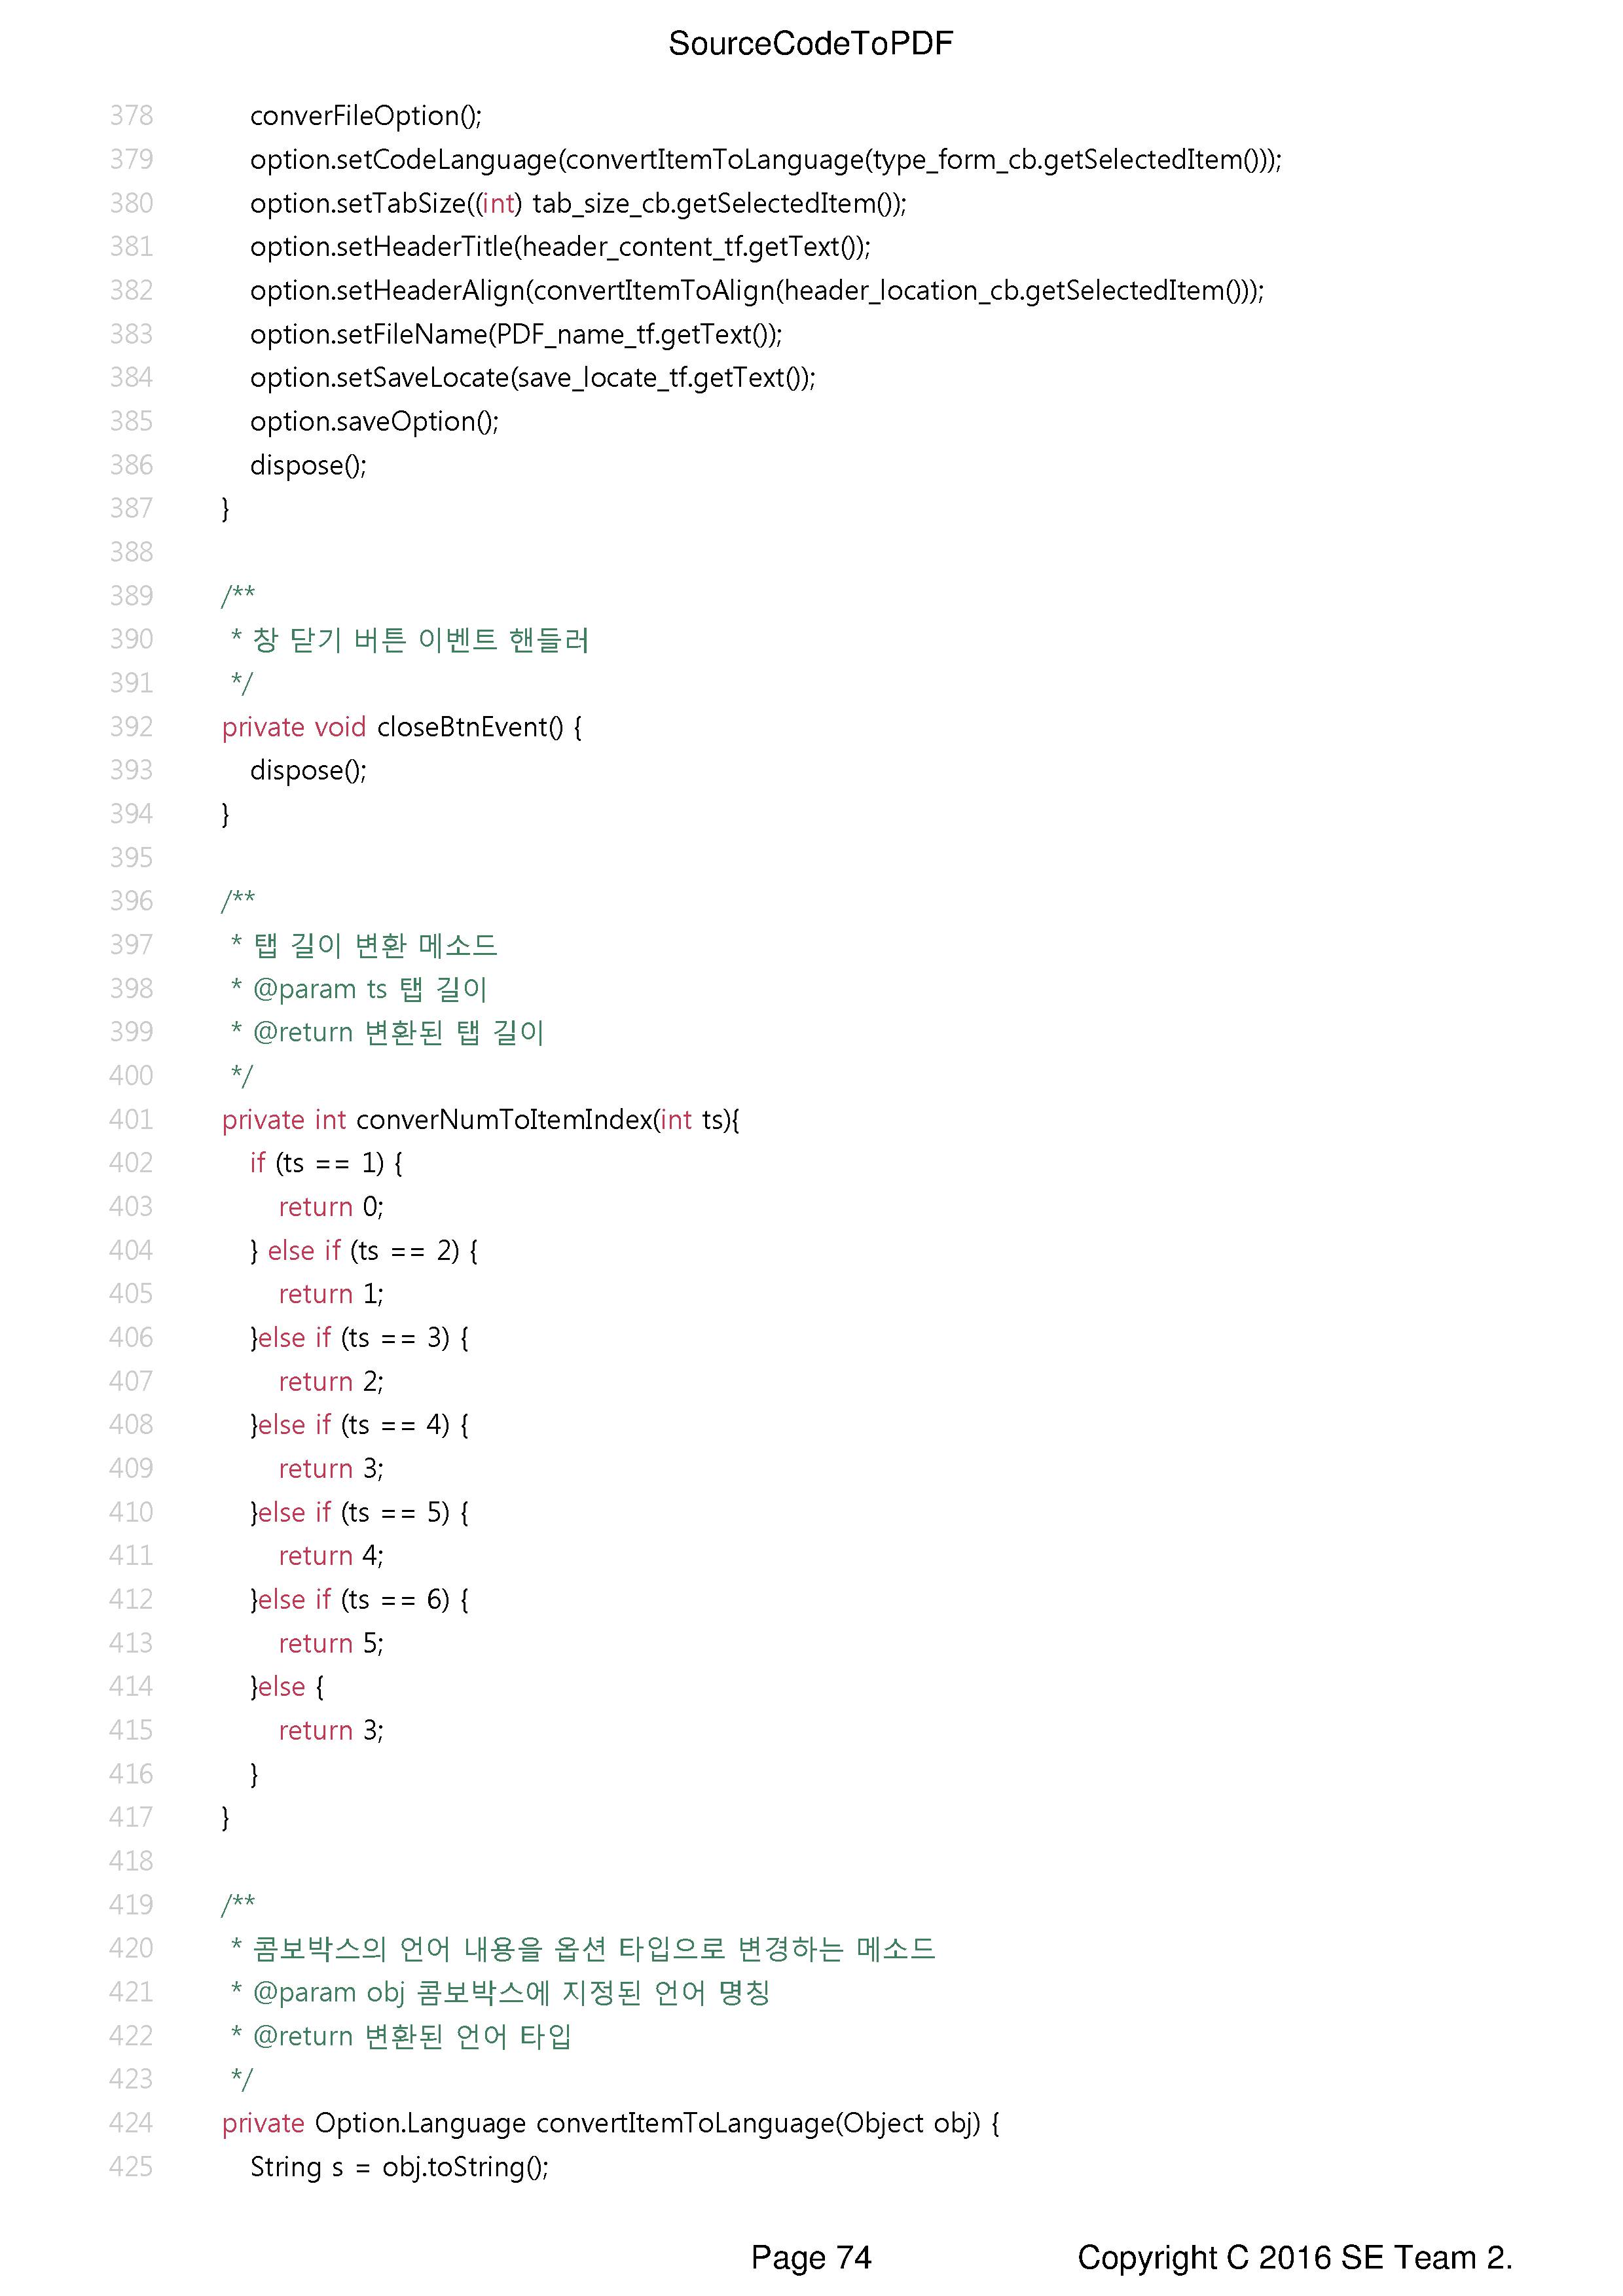 SourceCodeToPDF
378 converFileOption();
379 option.setCodeLanguage(convertItemToLanguage(type_form_cb.getSelectedItem()));
380 option.setTabSize((int) tab_size_cb.getSelectedItem());
381 option.setHeaderTitle(header_content_tf.getText());
382 option.setHeaderAlign(convertItemToAlign(header_location_cb.getSelectedItem()));
383 option.setFileName(PDF_name_tf.getText());
384 option.setSaveLocate(save_locate_tf.getText());
385 option.saveOption();
386 dispose();
387 }
388
389 /**
390 * 창 닫기 버튼 이벤트 핸들러
391 */
392 private void closeBtnEvent() {
393 dispose();
394 }
395
396 /**
397 * 탭 길이 변환 메소드
398 * @param ts 탭 길이
399 * @return 변환된 탭 길이
400 */
401 private int converNumToItemIndex(int ts){
402 if (ts == 1) {
403 return 0;
404 } else if (ts == 2) {
405 return 1;
406 }else if (ts == 3) {
407 return 2;
408 }else if (ts == 4) {
409 return 3;
410 }else if (ts == 5) {
411 return 4;
412 }else if (ts == 6) {
413 return 5;
414 }else {
415 return 3;
416 }
417 }
418
419 /**
420 * 콤보박스의 언어 내용을 옵션 타입으로 변경하는 메소드
421 * @param obj 콤보박스에 지정된 언어 명칭
422 * @return 변환된 언어 타입
423 */
424 private Option.Language convertItemToLanguage(Object obj) {
425 String s = obj.toString();
Page 74 Copyright C 2016 SE Team 2.